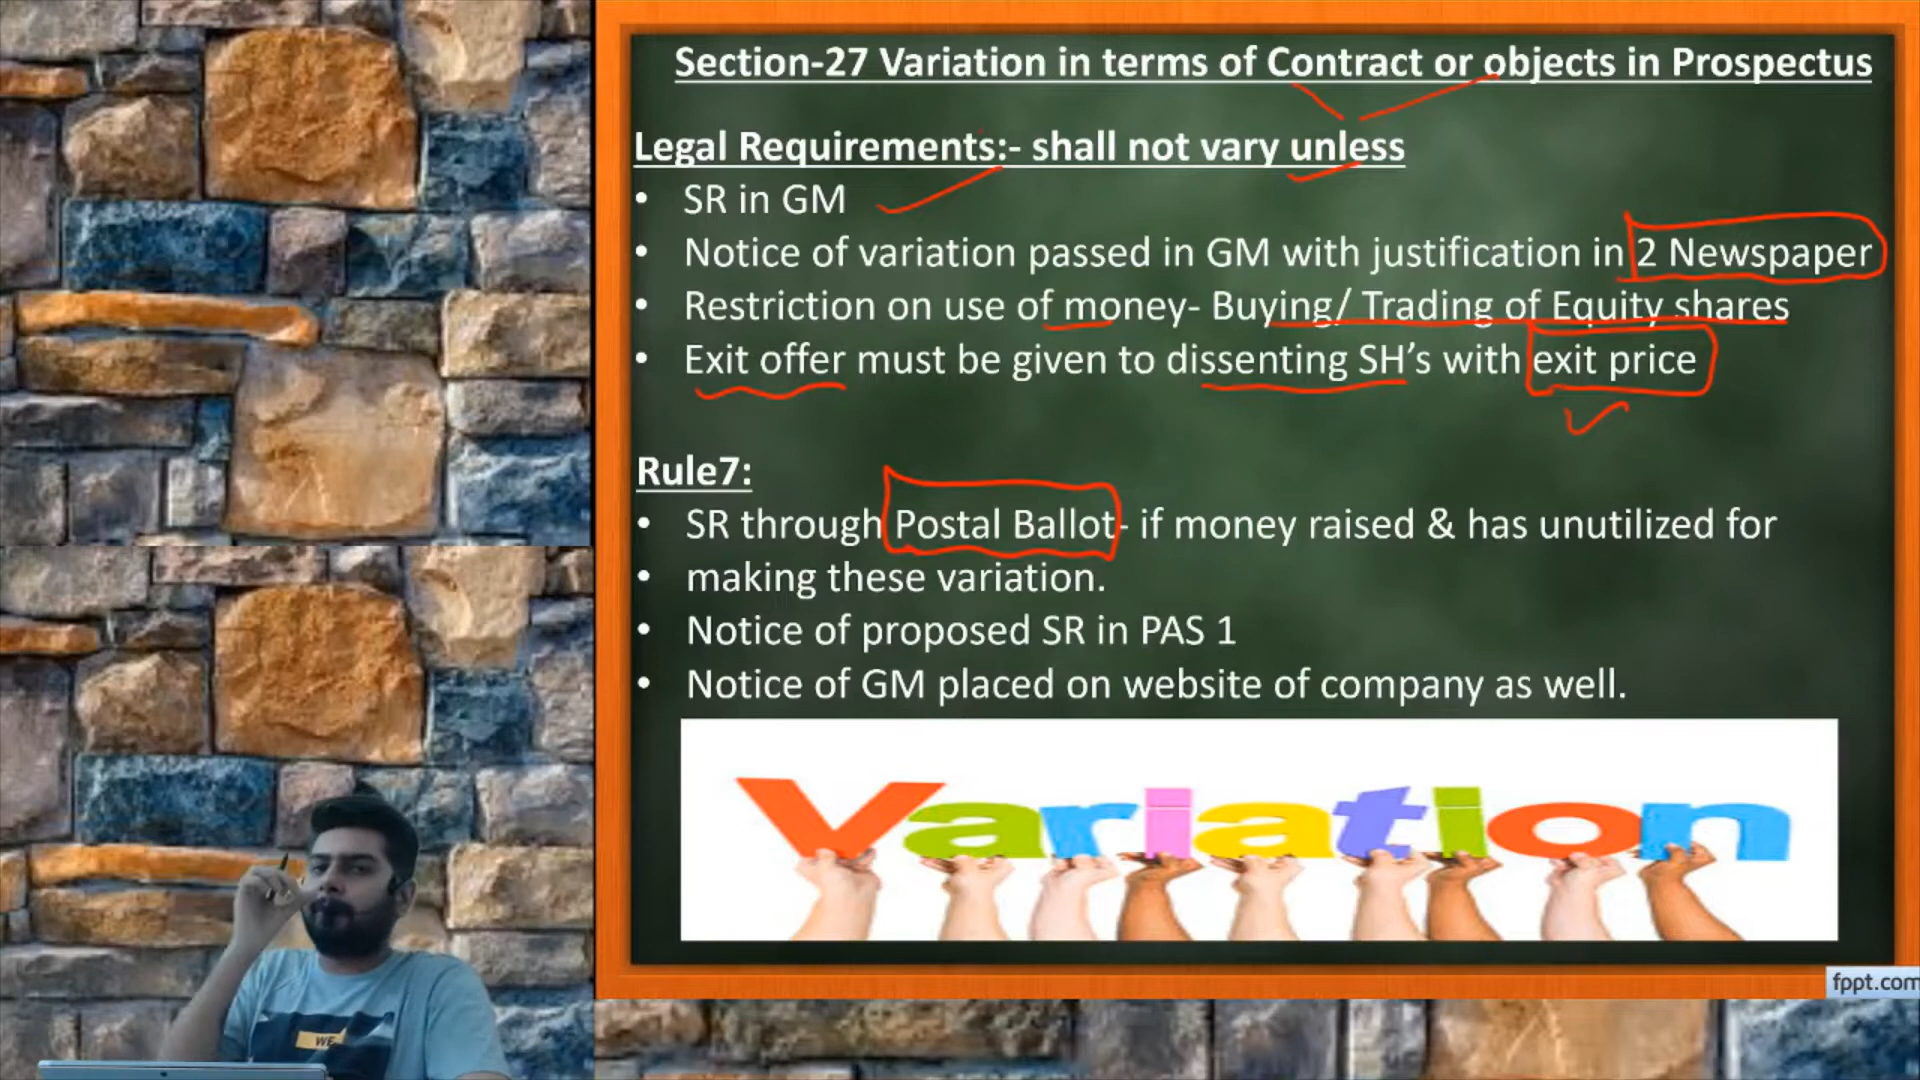 Section-27 Variation in terms of Contract or objects in Prospectus
Legal Requirements:- shall not vary unless
• SR in GM
• Notice of variation passed in GM with justification in 2 Newspaper
• Restriction on use of money- Buying/ Trading of Equity shares
• Exit offer must be given to dissenting SH's with exit price
Rule7:
• SR through Postal Ballot- if money raised & has unutilized for
• making these variation.
• Notice of proposed SR in PAS 1
• Notice of GM placed on website of company as well.
Variation
fppt.com
WE